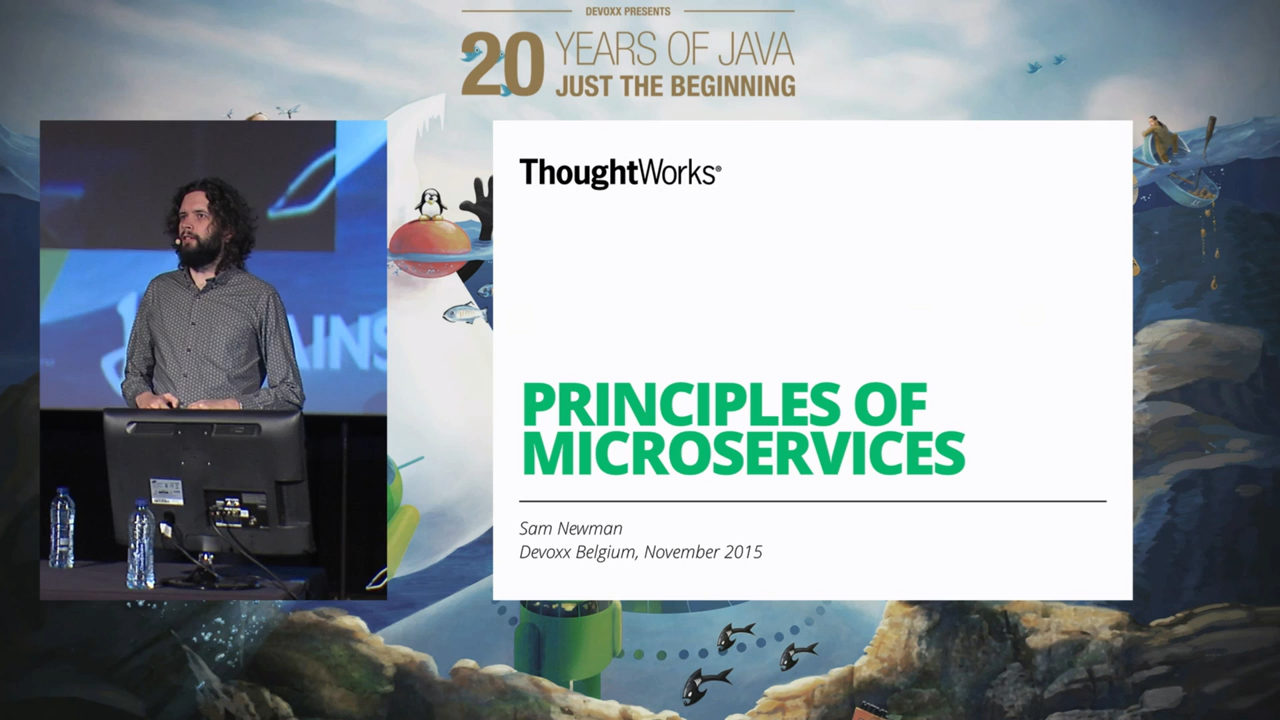 DEVOXX PRESENTS
20 YEARS OF JAVA
JUST THE BEGINNING
ThoughtWorks®
PRINCIPLES OF
MICROSERVICES
Sam Newman
Devoxx Belgium, November 2015
AINS